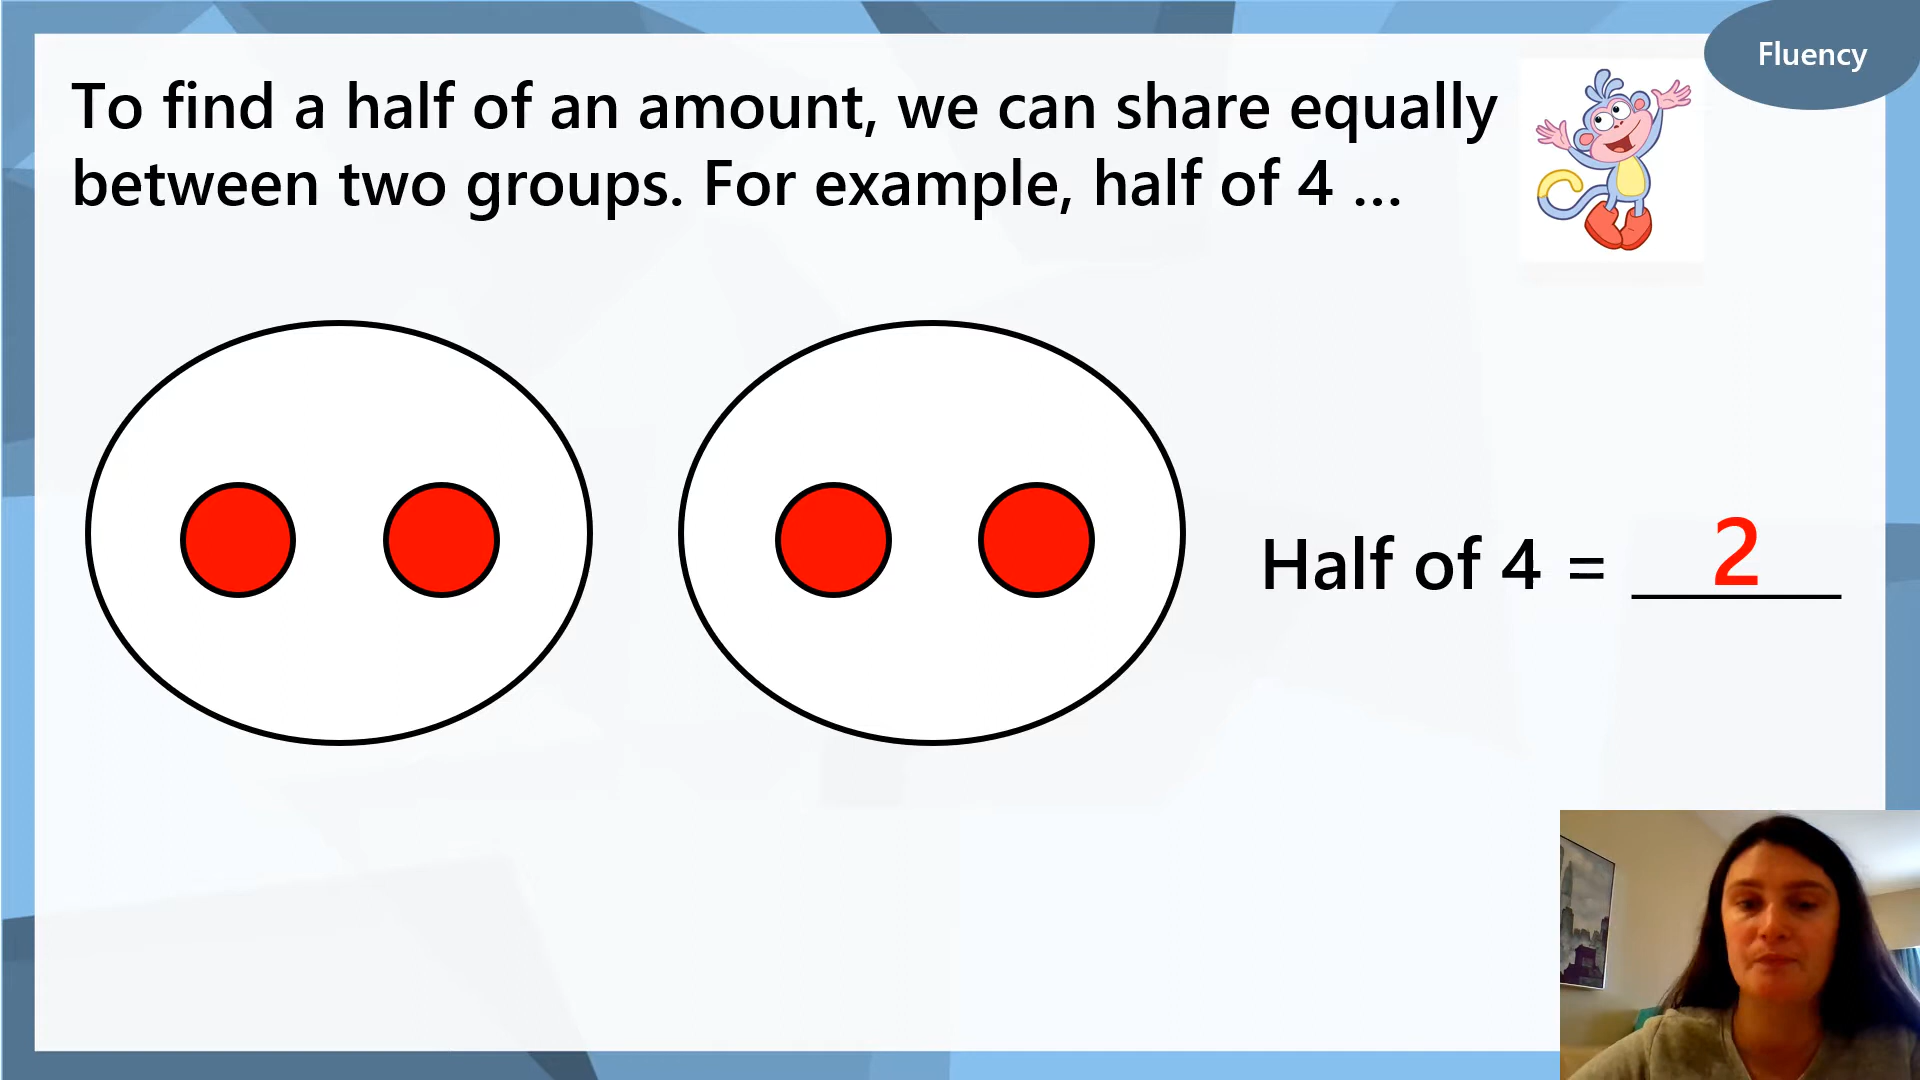 Fluency
To find a half of an amount, we can share equally
between two groups. For example, half of 4 ...
Half of 4 = 2